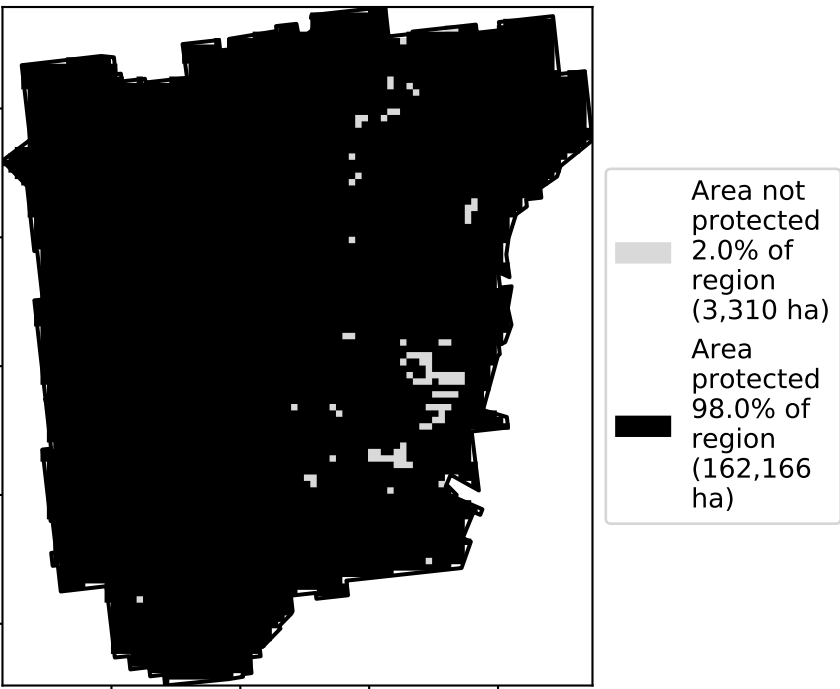 Area not
protected
2.0% of
region
(3,310 ha)
Area
protected
98.0% of
region
(162,166
ha)